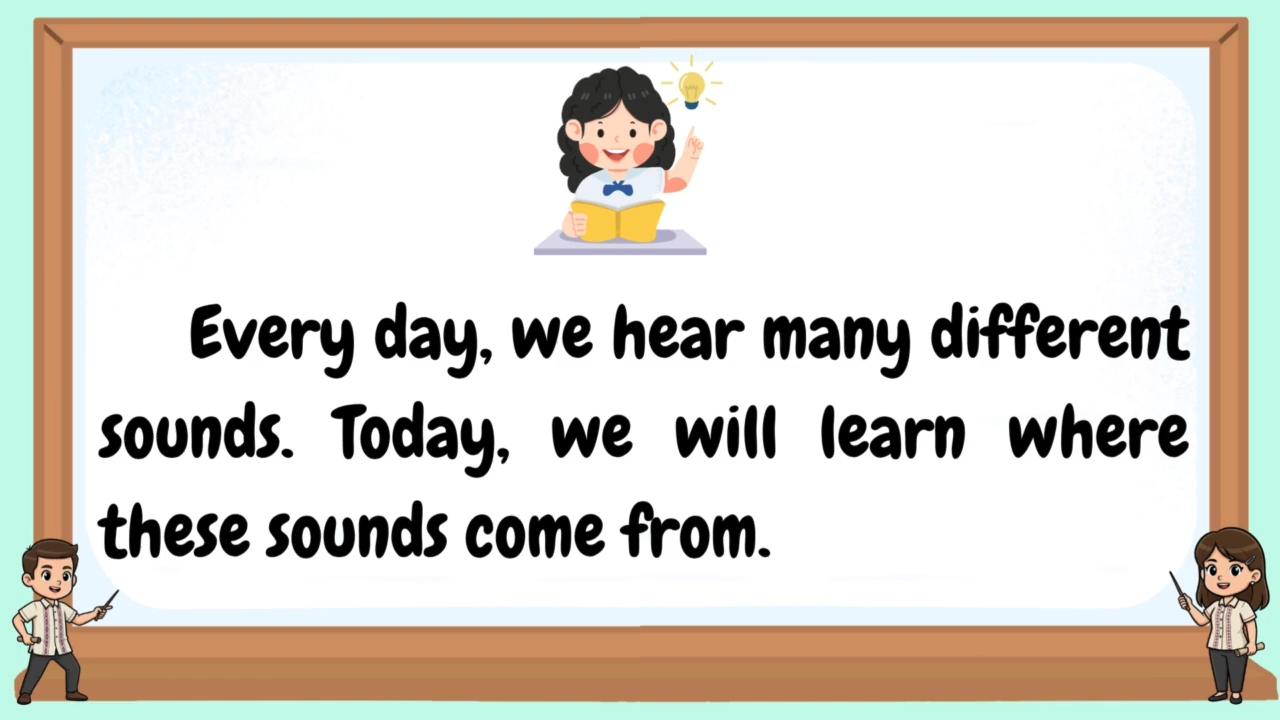 Every day, we hear many different
sounds. Today, we will learn where
these sounds come from.